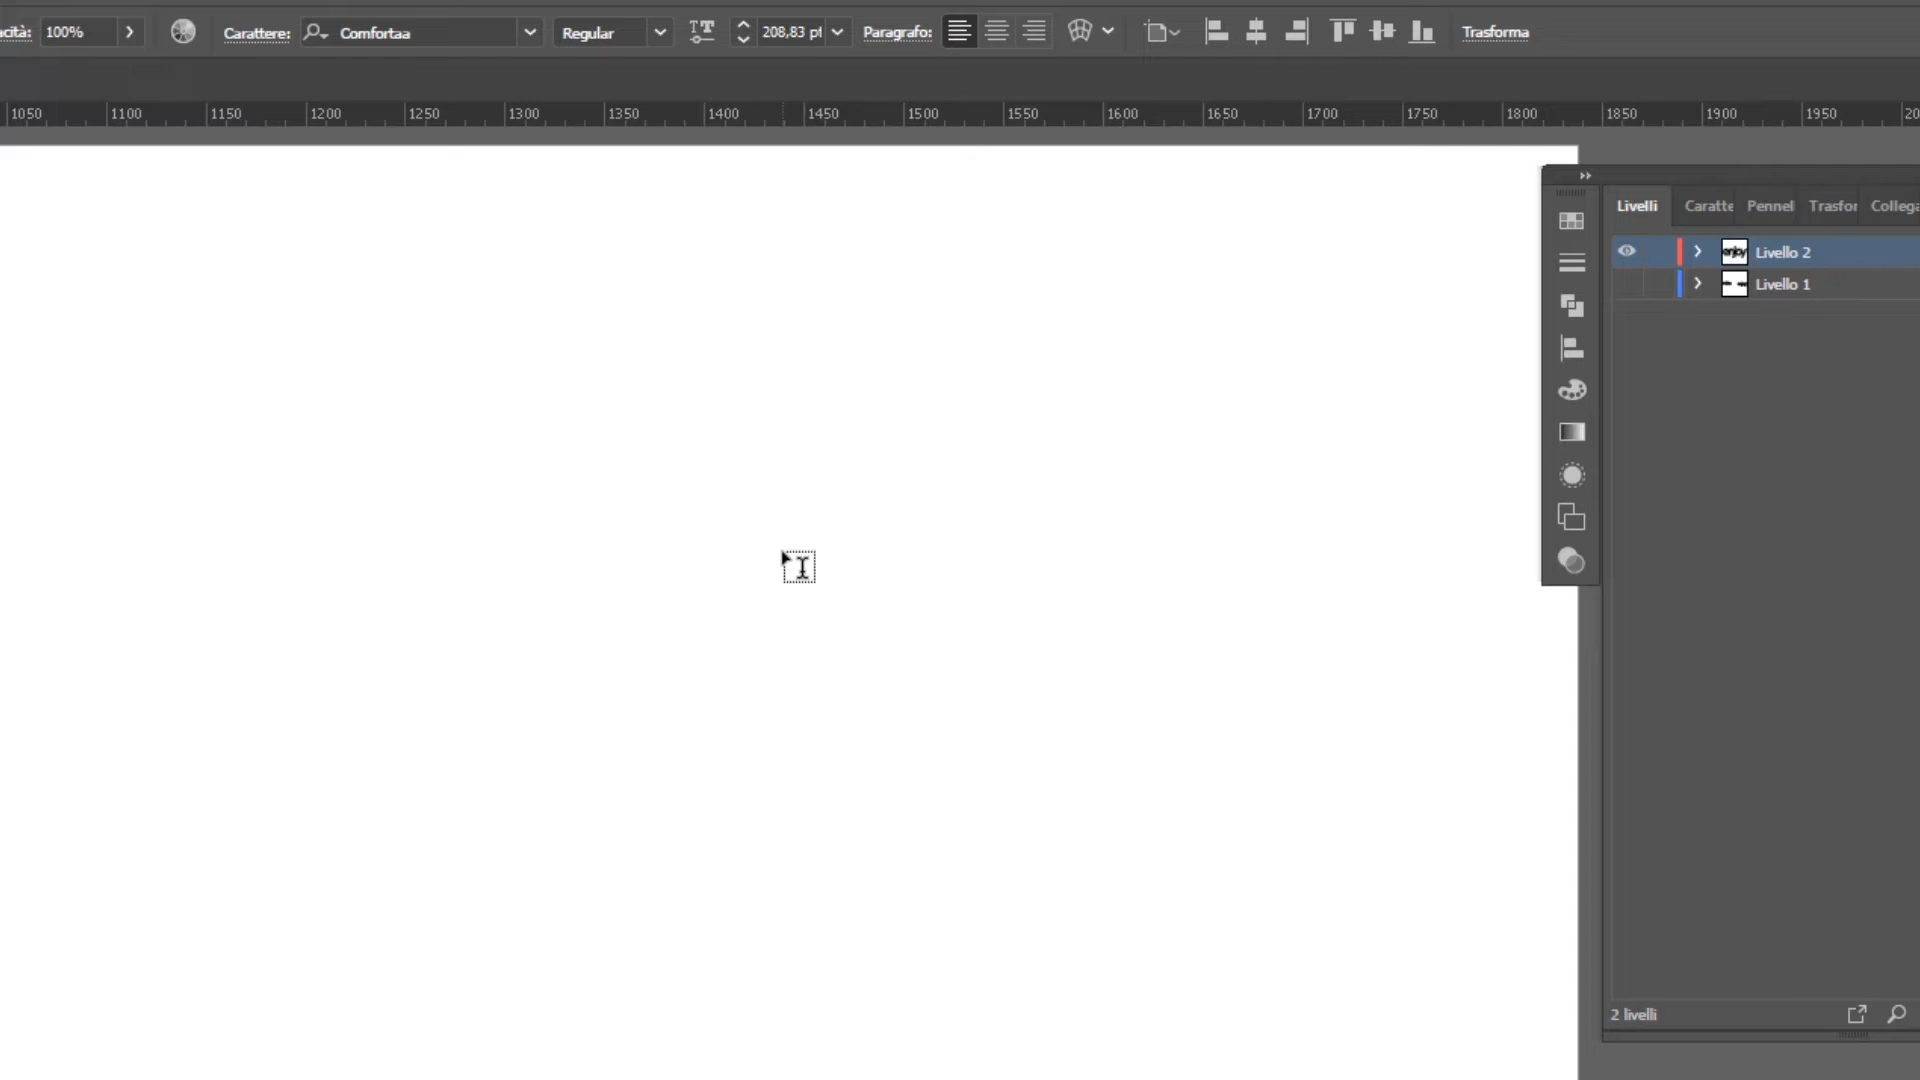 acità: 100% Carattere: Comfortaa Regular 208,83 pt Paragrafo: Trasforma
1050 1100 1150 1200 1250 1300 1350 1400 1450 1500 1550 1600 1650 1700 1750 1800 1850 1900 1950 20
Livelli Caratte Pennel Trasfor Collega
enjoy Livello 2
Livello 1
2 livelli